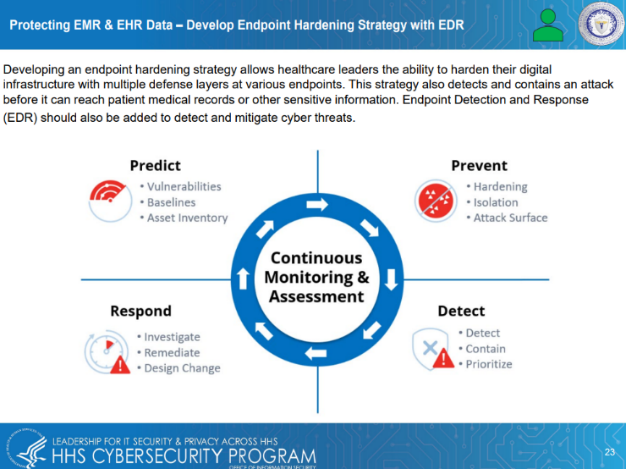 Protecting EMR & EHR Data – Develop Endpoint Hardening Strategy with EDR
Developing an endpoint hardening strategy allows healthcare leaders the ability to harden their digital
infrastructure with multiple defense layers at various endpoints. This strategy also detects and contains an attack
before it can reach patient medical records or other sensitive information. Endpoint Detection and Response
(EDR) should also be added to detect and mitigate cyber threats.
Predict
• Vulnerabilities
• Baselines
• Asset Inventory
Prevent
• Hardening
• Isolation
• Attack Surface
Continuous
Monitoring &
Assessment
Respond
• Investigate
• Remediate
• Design Change
Detect
• Detect
• Contain
• Prioritize
LEADERSHIP FOR IT SECURITY & PRIVACY ACROSS HHS
HHS CYBERSECURITY PROGRAM
OFFICE OF INFORMATION SECURITY
23